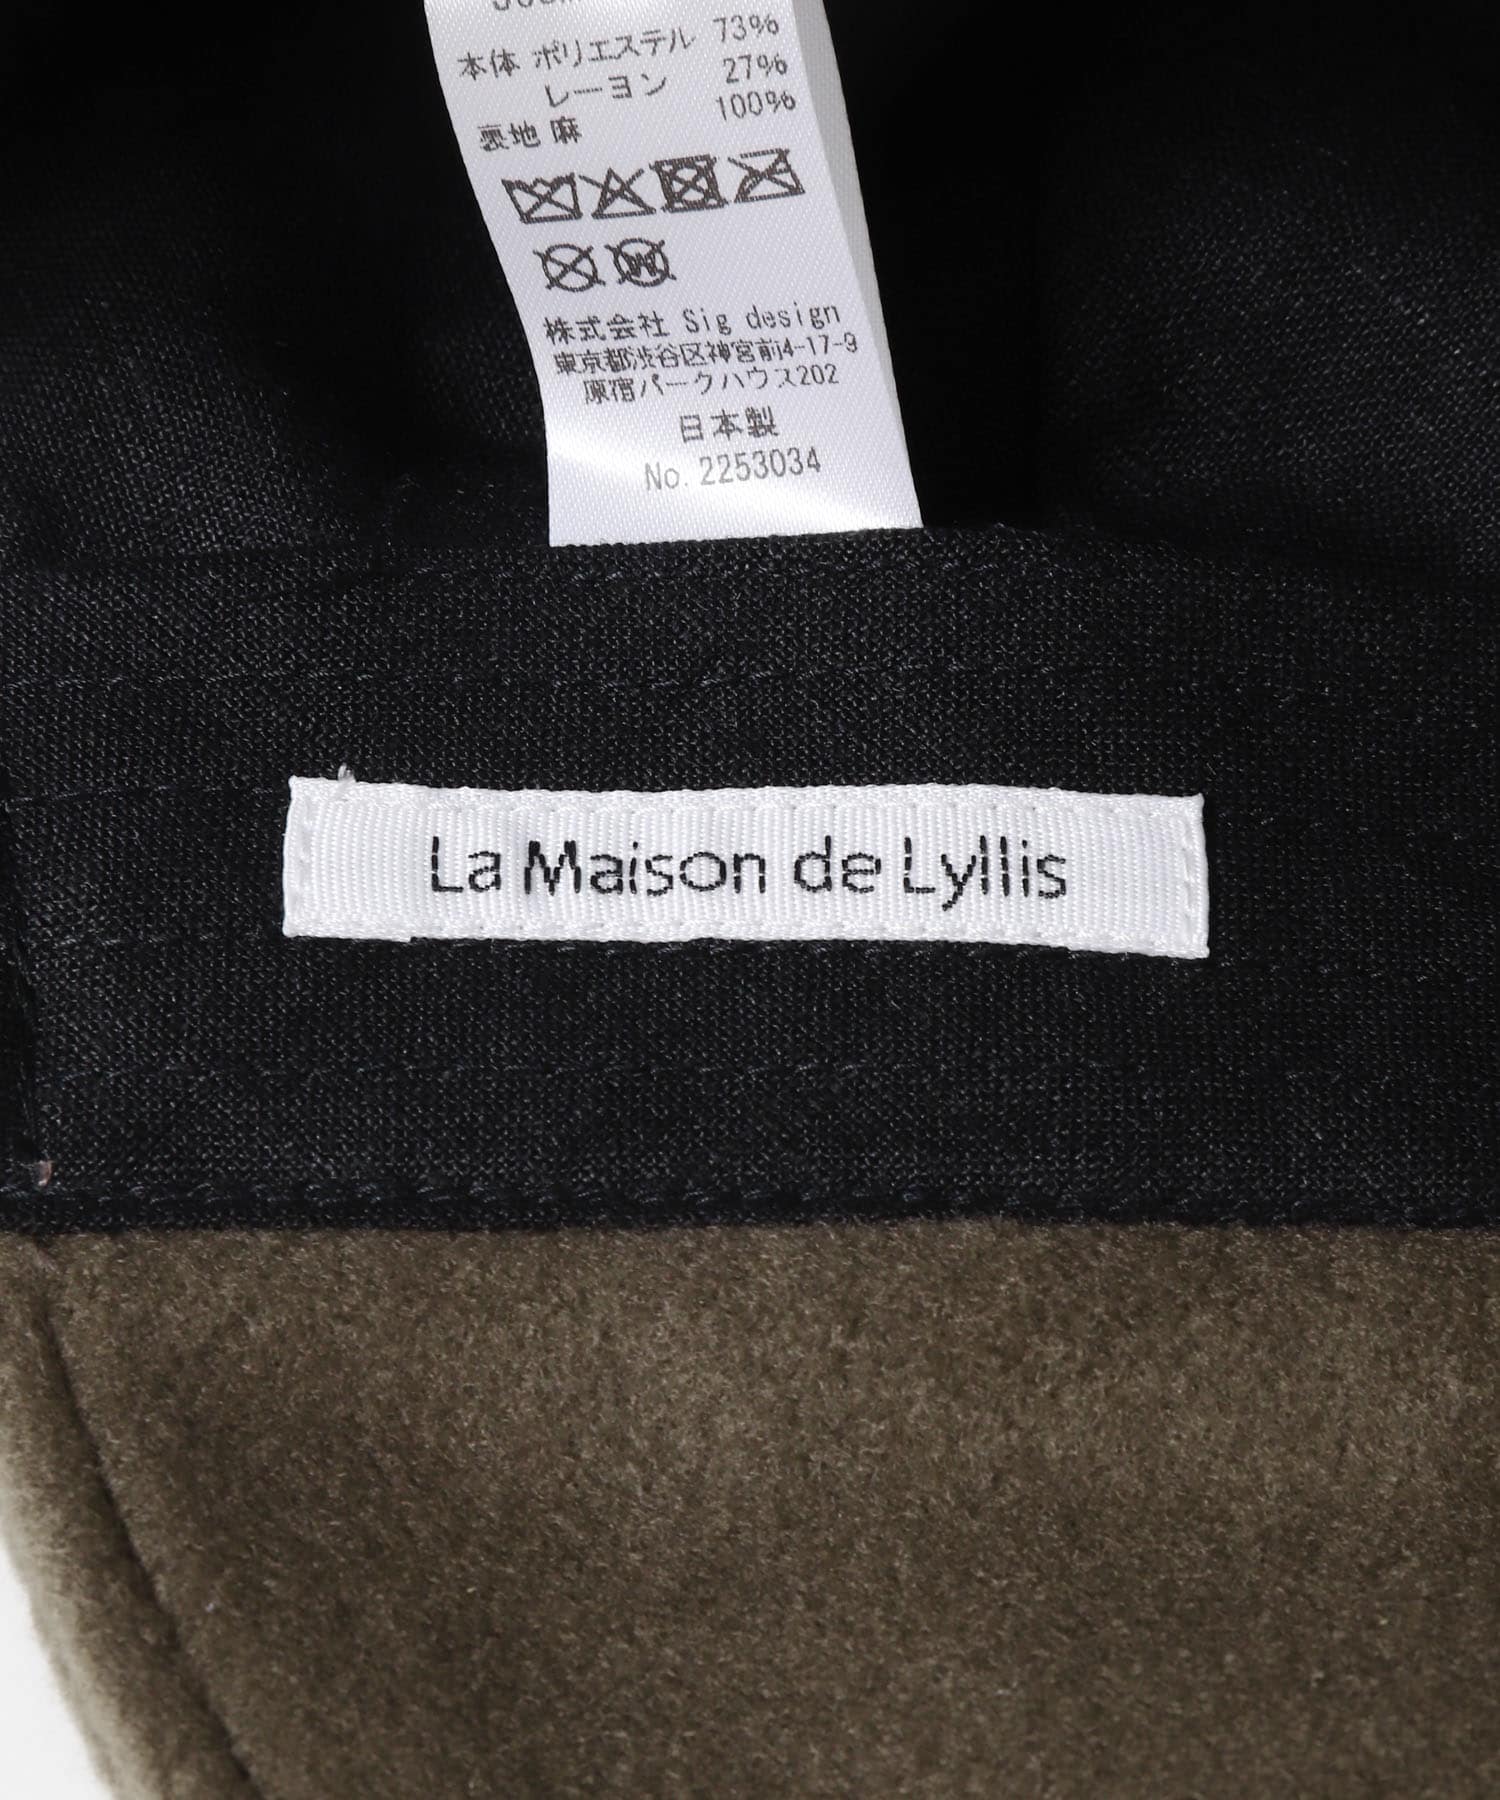 本体 ポリエステル 73%
レーヨン 27%
裏地 麻 100%
W
株式会社 Sig design
東京都渋谷区神宮前4-17-9
原宿パークハウス202
日本製
No. 2253034
La Maison de Lyllis